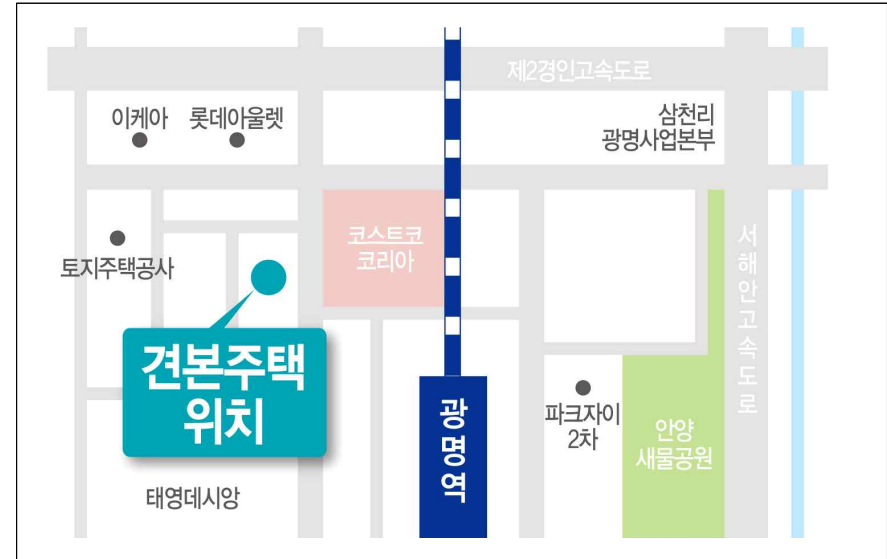 제2경인고속도로
이케아
롯데아울렛
삼천리
광명사업본부
코스트코
코리아
서해안고속도로
토지주택공사
견본주택
위치
광명역
파크자이
2차
안양
새물공원
태영데시앙